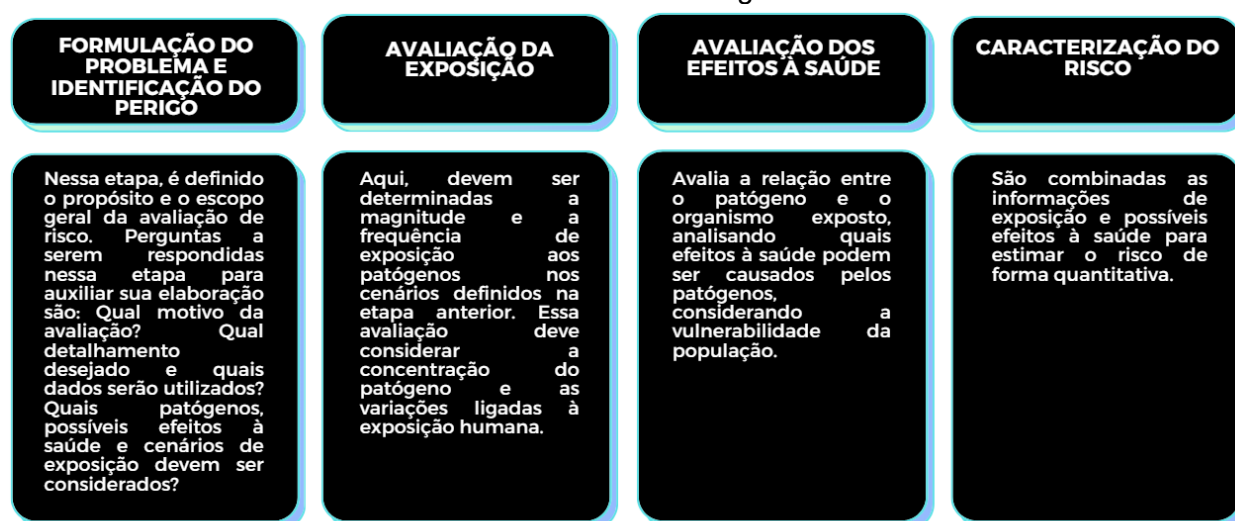 FORMULAÇÃO DO
PROBLEMA E
IDENTIFICAÇÃO DO
PERIGO
Nessa etapa, é definido
o propósito e o escopo
geral da avaliação de
risco. Perguntas a
serem respondidas
nessa etapa para
auxiliar sua elaboração
são: Qual motivo da
avaliação? Qual
detalhamento
desejado e quais
dados serão utilizados?
Quais patógenos,
possíveis efeitos à
saúde e cenários de
exposição devem ser
considerados?
AVALIAÇÃO DA
EXPOSIÇÃO
Aqui, devem ser
determinadas a
magnitude e a
frequência de
exposição aos
patógenos nos
cenários definidos na
etapa anterior. Essa
avaliação deve
considerar a
concentração do
patógeno e as
variações ligadas à
exposição humana.
AVALIAÇÃO DOS
EFEITOS À SAÚDE
Avalia a relação entre
o patógeno e o
organismo exposto,
analisando quais
efeitos à saúde podem
ser causados pelos
patógenos,
considerando a
vulnerabilidade da
população.
CARACTERIZAÇÃO DO
RISCO
São combinadas as
informações de
exposição e possíveis
efeitos à saúde para
estimar o risco de
forma quantitativa.